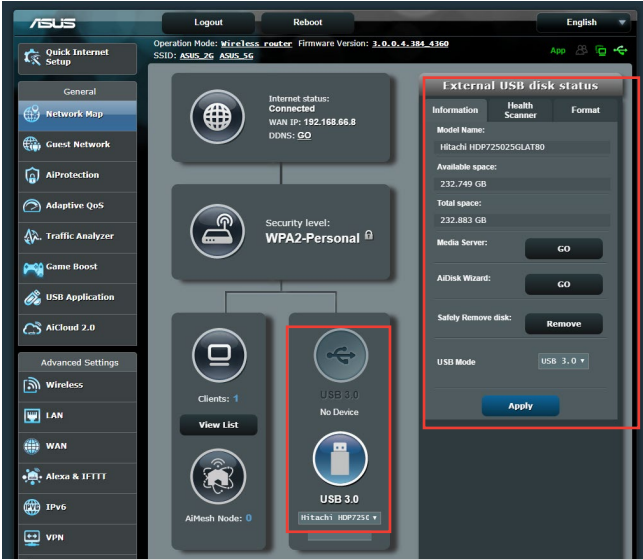 ASUS
Logout
Reboot
English
Operation Mode: Wireless router Firmware Version: 3.0.0.4.384_4360
SSID: ASUS_2G ASUS_5G
App
Quick Internet
Setup
General
Network Map
Guest Network
AiProtection
Adaptive QoS
Traffic Analyzer
Game Boost
USB Application
AiCloud 2.0
Advanced Settings
Wireless
LAN
WAN
Alexa & IFTTT
IPv6
VPN
Internet status:
Connected
WAN IP: 192.168.66.8
DDNS: GO
Security level:
WPA2-Personal
Clients: 1
View List
AiMesh Node: 0
USB 3.0
No Device
USB 3.0
Hitachi HDP725C
External USB disk status
Information
Health
Scanner
Format
Model Name:
Hitachi HDP725025GLAT80
Available space:
232.749 GB
Total space:
232.883 GB
Media Server:
GO
AiDisk Wizard:
GO
Safely Remove disk:
Remove
USB Mode
USB 3.0
Apply